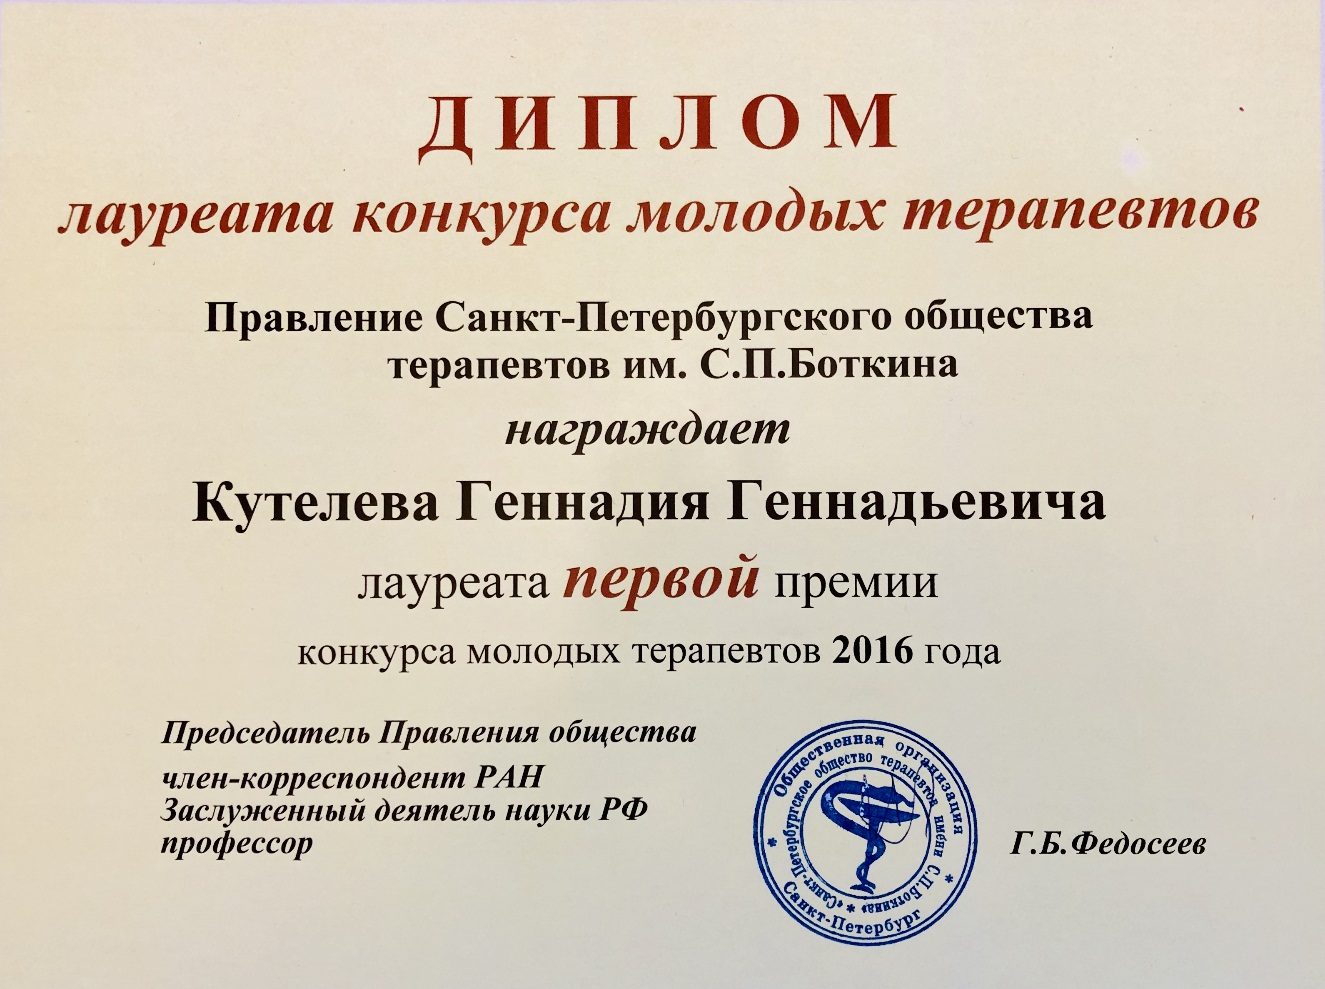 ДИПЛОМ
лауреата конкурса молодых терапевтов
Правление Санкт-Петербургского общества
терапевтов им. С.П.Боткина
награждает
Кутелева Геннадия Геннадьевича
лауреата первой премии
конкурса молодых терапевтов 2016 года
Председатель Правления общества
член-корреспондент РАН
Заслуженный деятель науки РФ
профессор
Г.Б.Федосеев
Общественная организация
* Санкт-Петербург *
«Санкт-Петербургское общество терапевтов имени С.П.Боткина» *